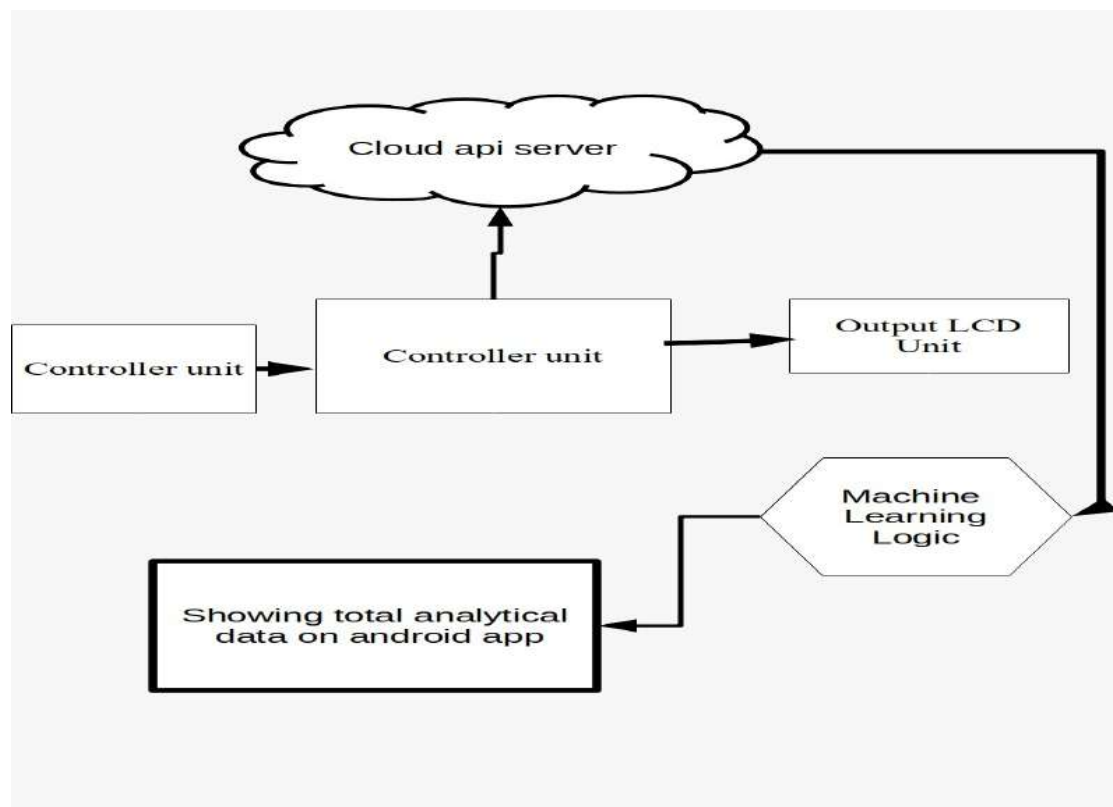 Cloud api server
Controller unit
Controller unit
Output LCD
Unit
Machine
Learning
Logic
Showing total analytical
data on android app